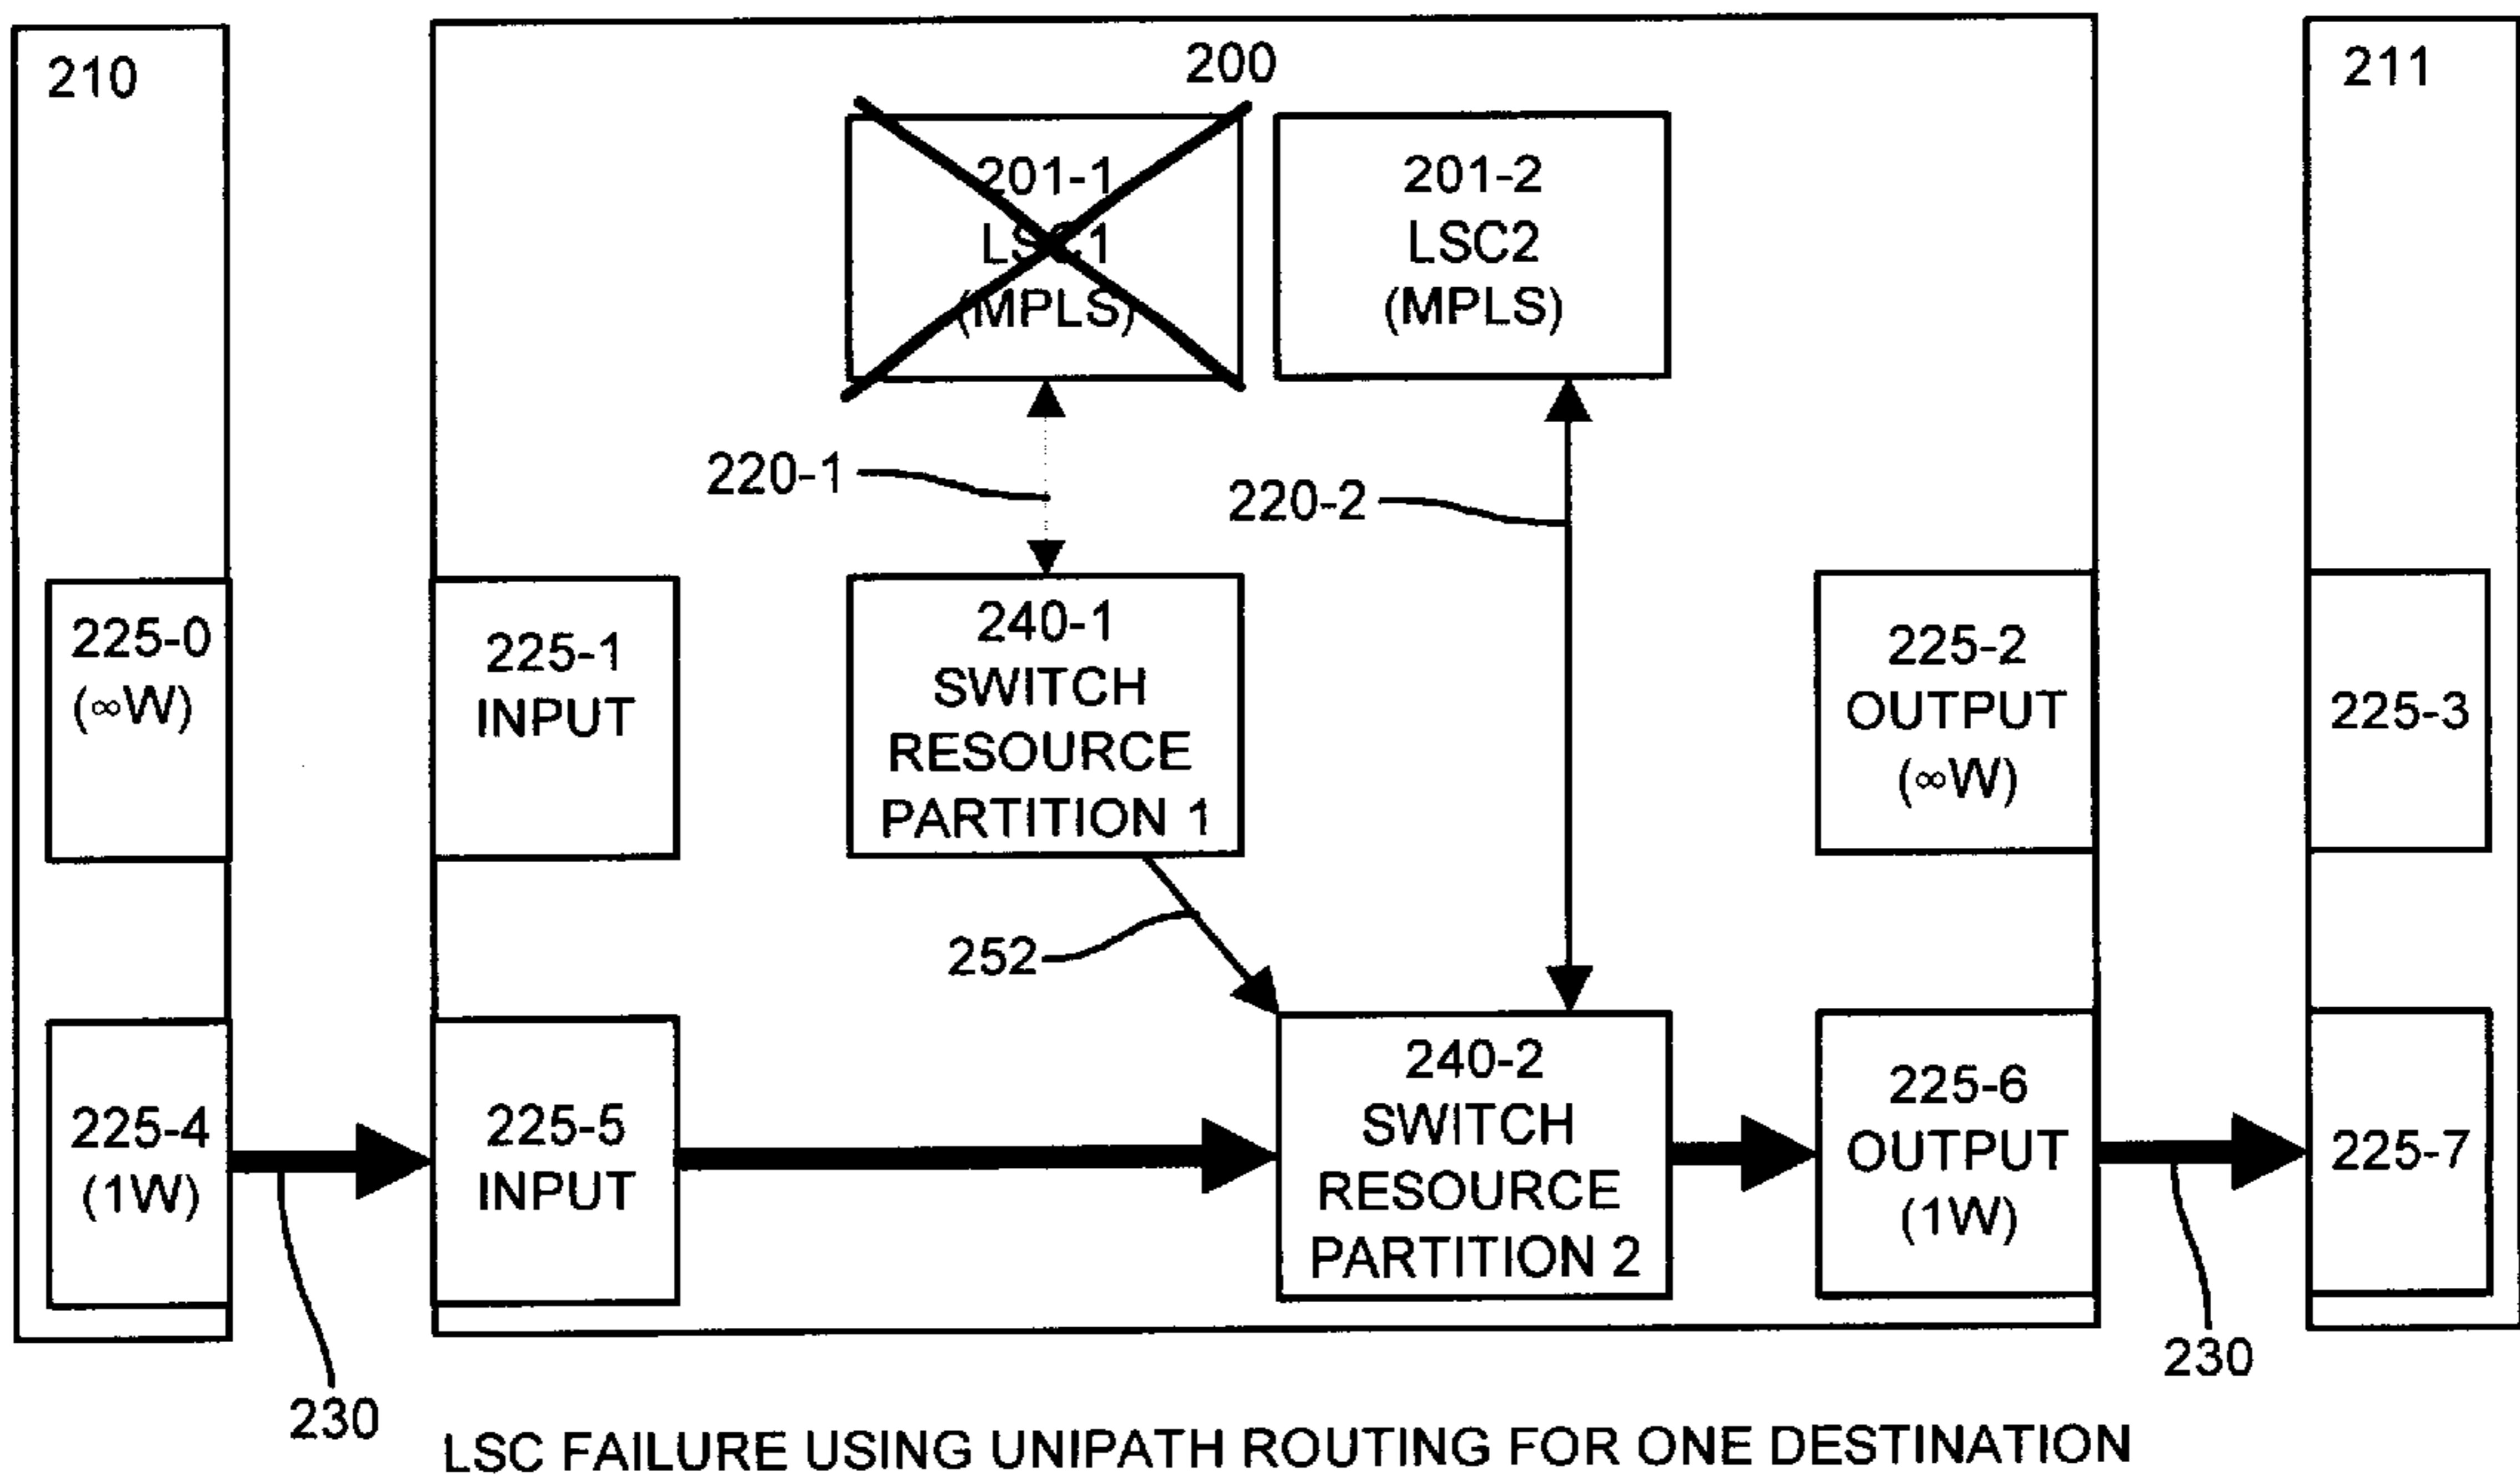 210
200
211
201-1
LSC1
(MPLS)
201-2
LSC2
(MPLS)
220-1
220-2
225-0
(∞W)
225-1
INPUT
240-1
SWITCH
RESOURCE
PARTITION 1
225-2
OUTPUT
(∞W)
225-3
252
225-4
(1W)
225-5
INPUT
240-2
SWITCH
RESOURCE
PARTITION 2
225-6
OUTPUT
(1W)
225-7
230
230
LSC FAILURE USING UNIPATH ROUTING FOR ONE DESTINATION